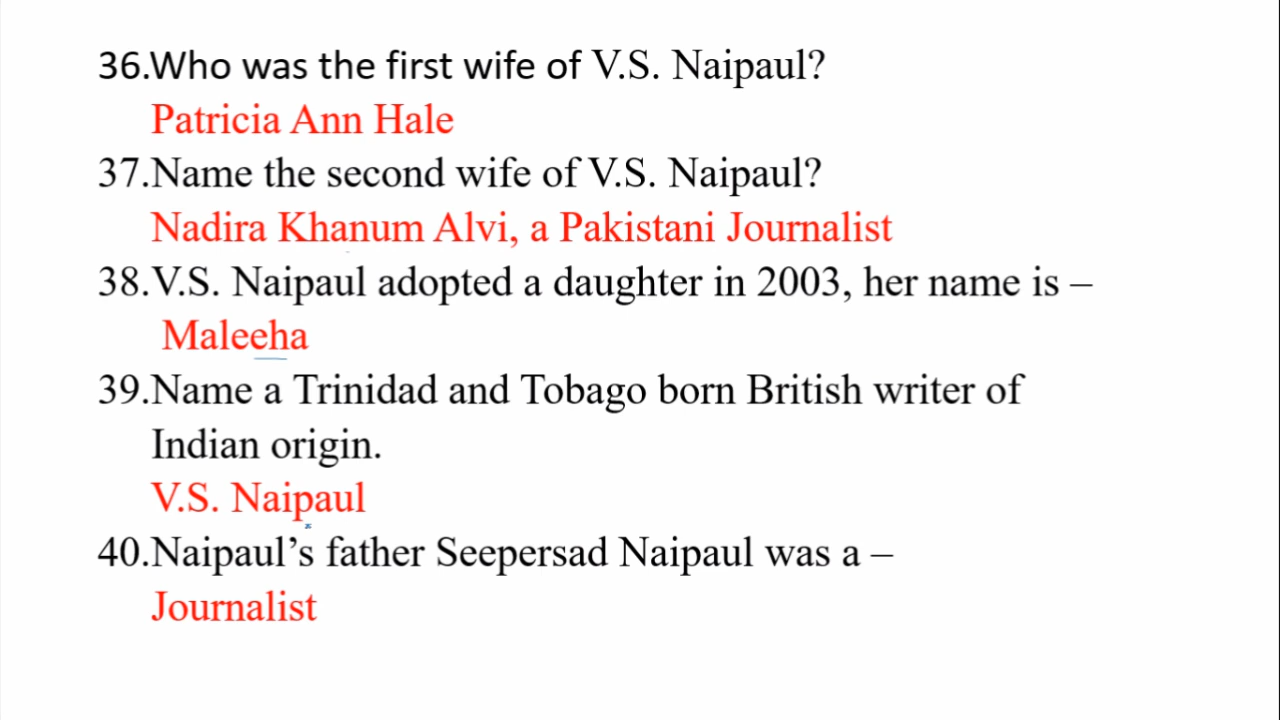 36.Who was the first wife of V.S. Naipaul?
Patricia Ann Hale
37.Name the second wife of V.S. Naipaul?
Nadira Khanum Alvi, a Pakistani Journalist
38.V.S. Naipaul adopted a daughter in 2003, her name is –
Maleeha
39.Name a Trinidad and Tobago born British writer of
Indian origin.
V.S. Naipaul
40.Naipaul’s father Seepersad Naipaul was a –
Journalist